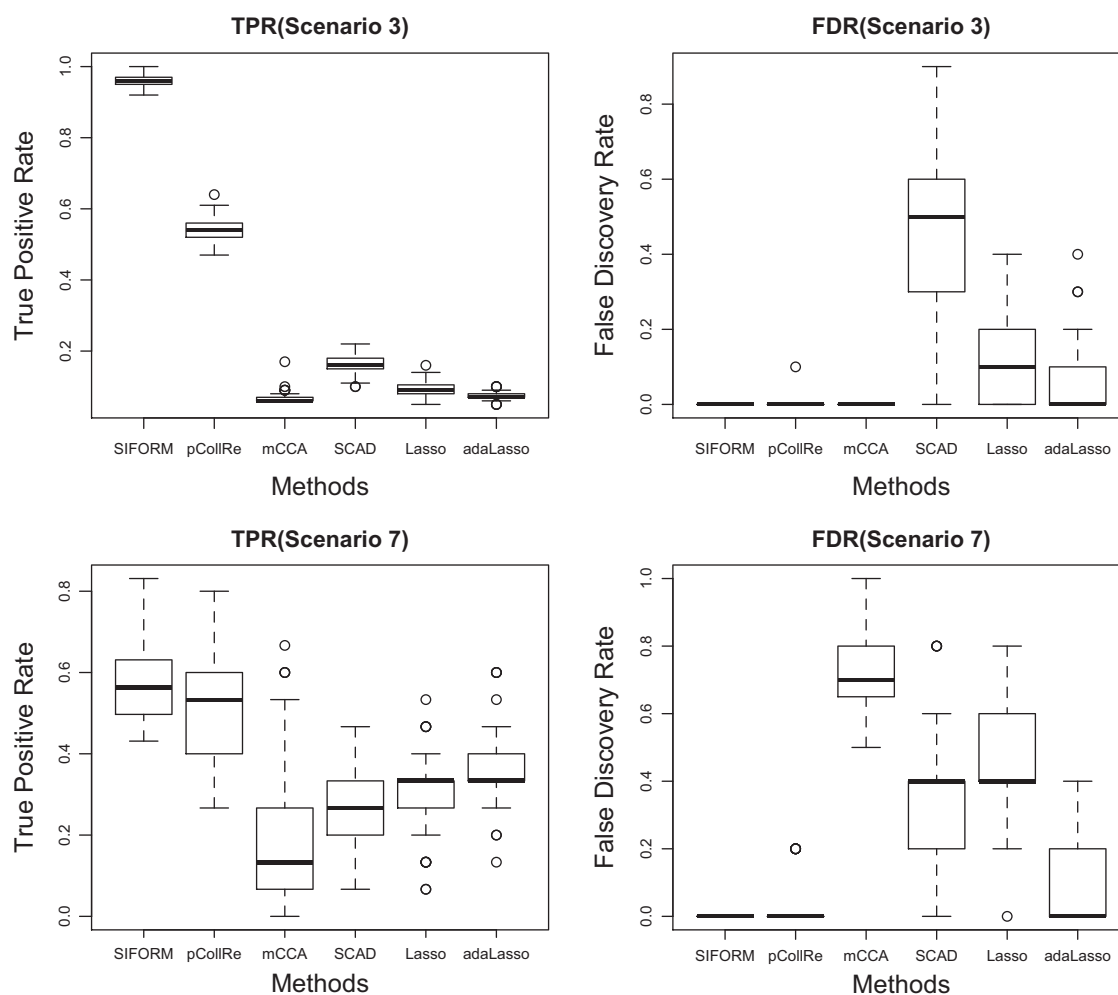 TPR(Scenario 3)
True Positive Rate
1.0
0.8
0.6
0.4
0.2
SIFORM pCollRe mCCA SCAD Lasso adaLasso
Methods
FDR(Scenario 3)
False Discovery Rate
0.8
0.6
0.4
0.2
0.0
SIFORM pCollRe mCCA SCAD Lasso adaLasso
Methods
TPR(Scenario 7)
True Positive Rate
0.8
0.6
0.4
0.2
0.0
SIFORM pCollRe mCCA SCAD Lasso adaLasso
Methods
FDR(Scenario 7)
False Discovery Rate
1.0
0.8
0.6
0.4
0.2
0.0
SIFORM pCollRe mCCA SCAD Lasso adaLasso
Methods